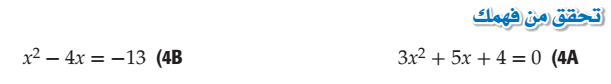 تحقق من فهمك
3x² + 5x + 4 = 0 (4A
x² − 4x = −13 (4B